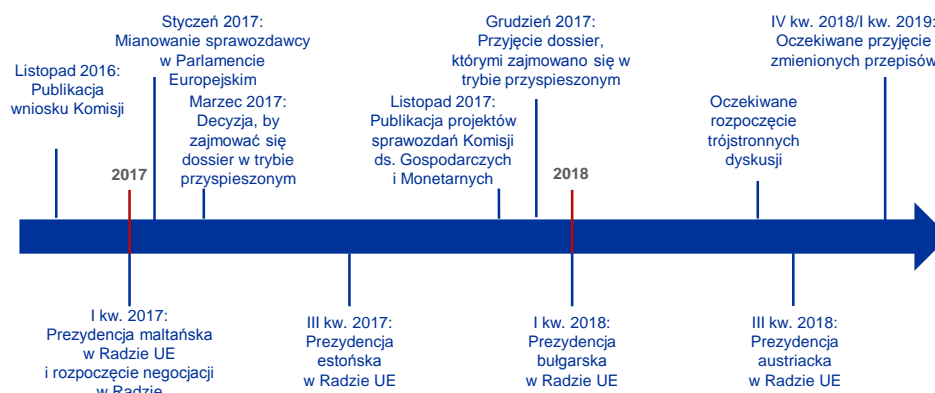 Listopad 2016:
Publikacja
wniosku Komisji
Styczeń 2017:
Mianowanie sprawozdawcy
w Parlamencie
Europejskim
Marzec 2017:
Decyzja, by
zajmować się
dossier w trybie
przyspieszonym
Listopad 2017:
Publikacja projektów
sprawozdań Komisji
ds. Gospodarczych
i Monetarnych
Grudzień 2017:
Przyjęcie dossier,
którymi zajmowano się w
trybie przyspieszonym
Oczekiwane
rozpoczęcie
trójstronnych
dyskusji
IV kw. 2018/I kw. 2019:
Oczekiwane przyjęcie
zmienionych przepisów
2017
2018
I kw. 2017:
Prezydencja maltańska
w Radzie UE
i rozpoczęcie negocjacji
w Radzie
III kw. 2017:
Prezydencja
estońska
w Radzie UE
I kw. 2018:
Prezydencja
bułgarska
w Radzie UE
III kw. 2018:
Prezydencja
austriacka
w Radzie UE